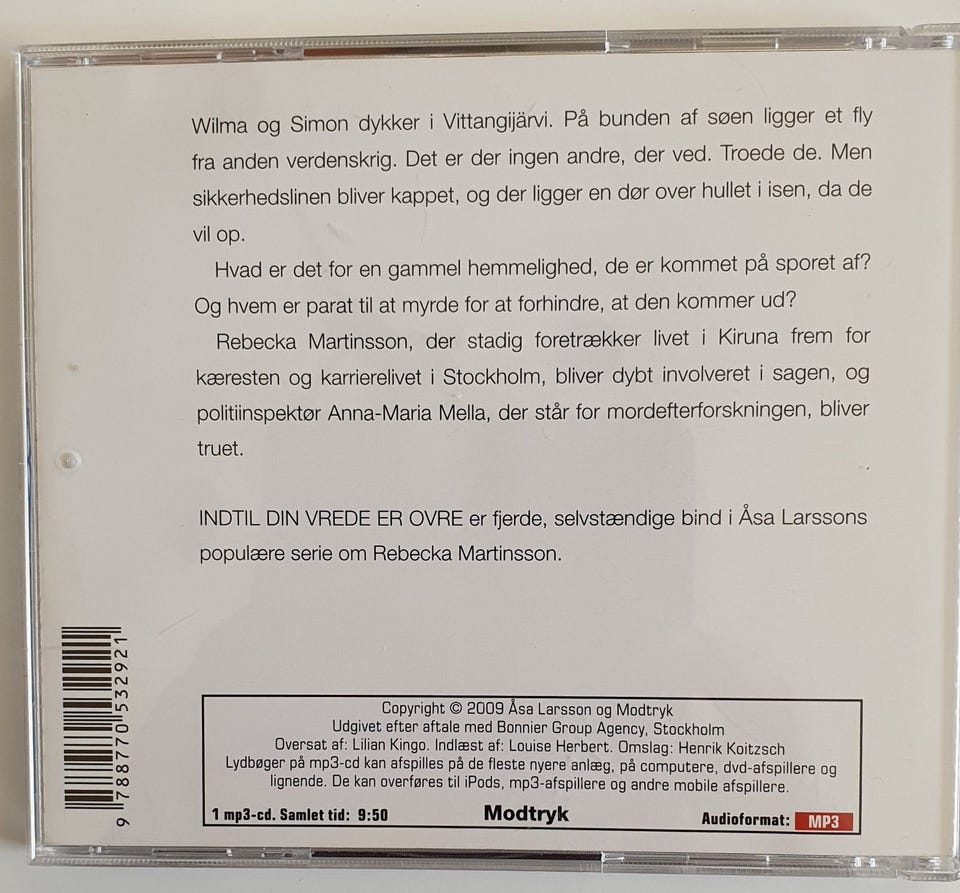 Wilma og Simon dykker i Vittangijärvi. På bunden af søen ligger et fly
fra anden verdenskrig. Det er der ingen andre, der ved. Troede de. Men
sikkerhedslinen bliver kappet, og der ligger en dør over hullet i isen, da de
vil op.
Hvad er det for en gammel hemmelighed, de er kommet på sporet af?
Og hvem er parat til at myrde for at forhindre, at den kommer ud?
Rebecka Martinsson, der stadig foretrækker livet i Kiruna frem for
kæresten og karrierelivet i Stockholm, bliver dybt involveret i sagen, og
politiinspektør Anna-Maria Mella, der står for mordefterforskningen, bliver
truet.
INDTIL DIN VREDE ER OVRE er fjerde, selvstændige bind i Åsa Larssons
populære serie om Rebecka Martinsson.
9 788770 532921
Copyright © 2009 Åsa Larsson og Modtryk
Udgivet efter aftale med Bonnier Group Agency, Stockholm
Oversat af: Lilian Kingo. Indlæst af: Louise Herbert. Omslag: Henrik Koitzsch
Lydbøger på mp3-cd kan afspilles på de fleste nyere anlæg, på computere, dvd-afspillere og
lignende. De kan overføres til iPods, mp3-afspillere og andre mobile afspillere.
1 mp3-cd. Samlet tid: 9:50 Modtryk Audioformat: MP3